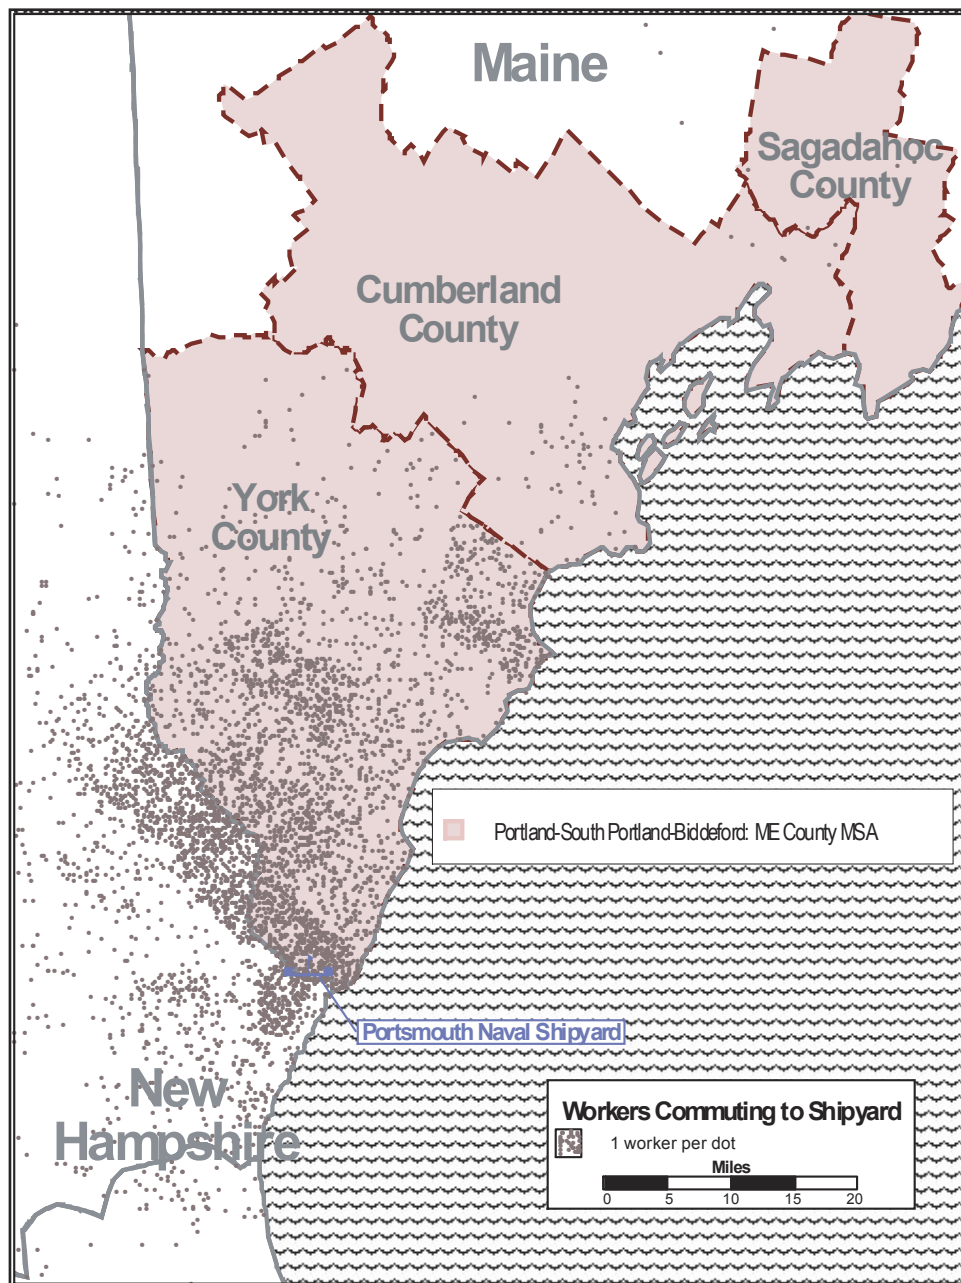 Maine
Sagadahoc
County
Cumberland
County
York
County
Portland-South Portland-Biddeford: ME County MSA
Portsmouth Naval Shipyard
New
Hampshire
Workers Commuting to Shipyard
1 worker per dot
Miles
0 5 10 15 20